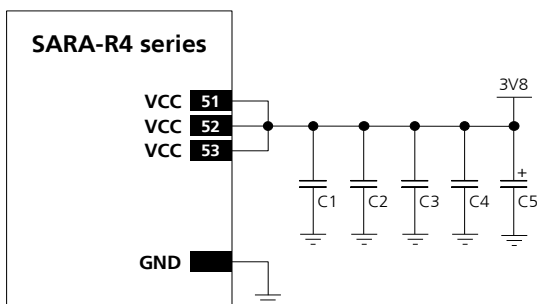 SARA-R4 series
3V8
VCC 51
VCC 52
VCC 53
+
C1 C2 C3 C4 C5
GND